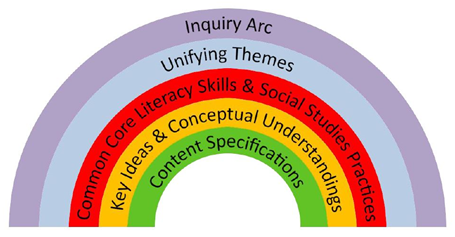 Inquiry Arc
Unifying Themes
Common Core Literacy Skills & Social Studies Practices
Key Ideas & Conceptual Understandings
Content Specifications